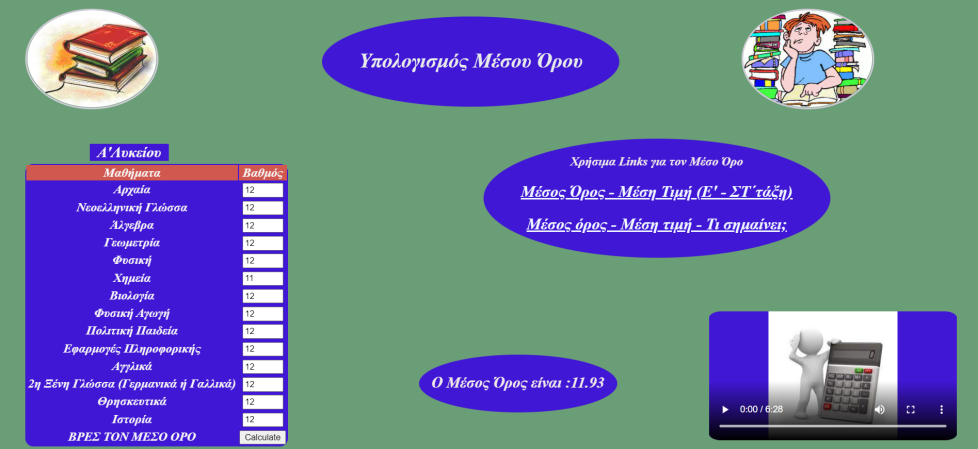 Υπολογισμός Μέσου Όρου
Α'Λυκείου
Μαθήματα Βαθμός
Αρχαία 12
Νεοελληνική Γλώσσα 12
Άλγεβρα 12
Γεωμετρία 12
Φυσική 12
Χημεία 11
Βιολογία 12
Φυσική Αγωγή 12
Πολιτική Παιδεία 12
Εφαρμογές Πληροφορικής 12
Αγγλικά 12
2η Ξένη Γλώσσα (Γερμανικά ή Γαλλικά) 12
Θρησκευτικά 12
Ιστορία 12
ΒΡΕΣ ΤΟΝ ΜΕΣΟ ΟΡΟ Calculate
Χρήσιμα Links για τον Μέσο Όρο
Μέσος Όρος - Μέση Τιμή (Ε' - ΣΤ΄τάξη)
Μέσος όρος - Μέση τιμή - Τι σημαίνει;
Ο Μέσος Όρος είναι :11.93
0:00 / 6:28